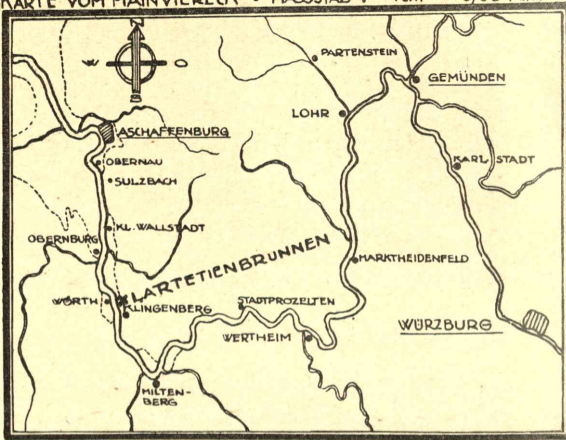 KARTE VOM MAINVIERECK
N
W O
S
PARTENSTEIN
GEMÜNDEN
LOHR
ASCHAFFENBURG
OBERNAU
KARLSTADT
SULZBACH
KL. WALLSTADT
OBERNBURG
LARTETIENBRUNNEN
MARKTHEIDENFELD
WÖRTH
KLINGENBERG
STADTPROZELTEN
WÜRZBURG
WERTHEIM
MILTEN-
BERG